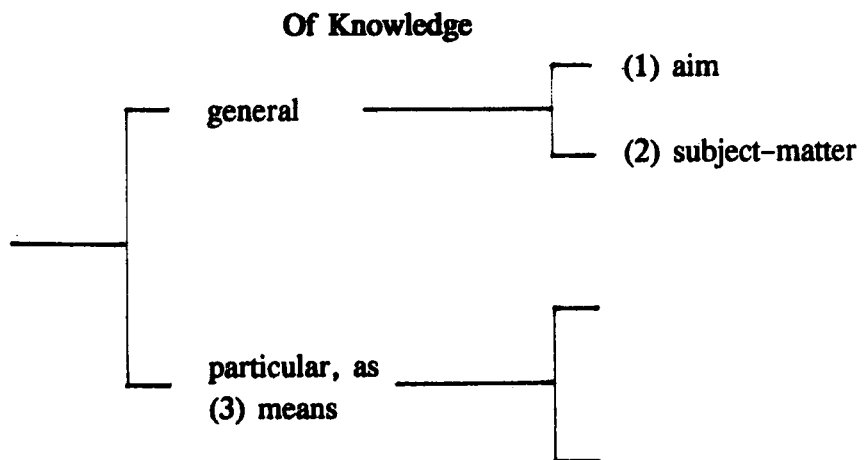 Of Knowledge
(1) aim
general
(2) subject-matter
particular, as
(3) means